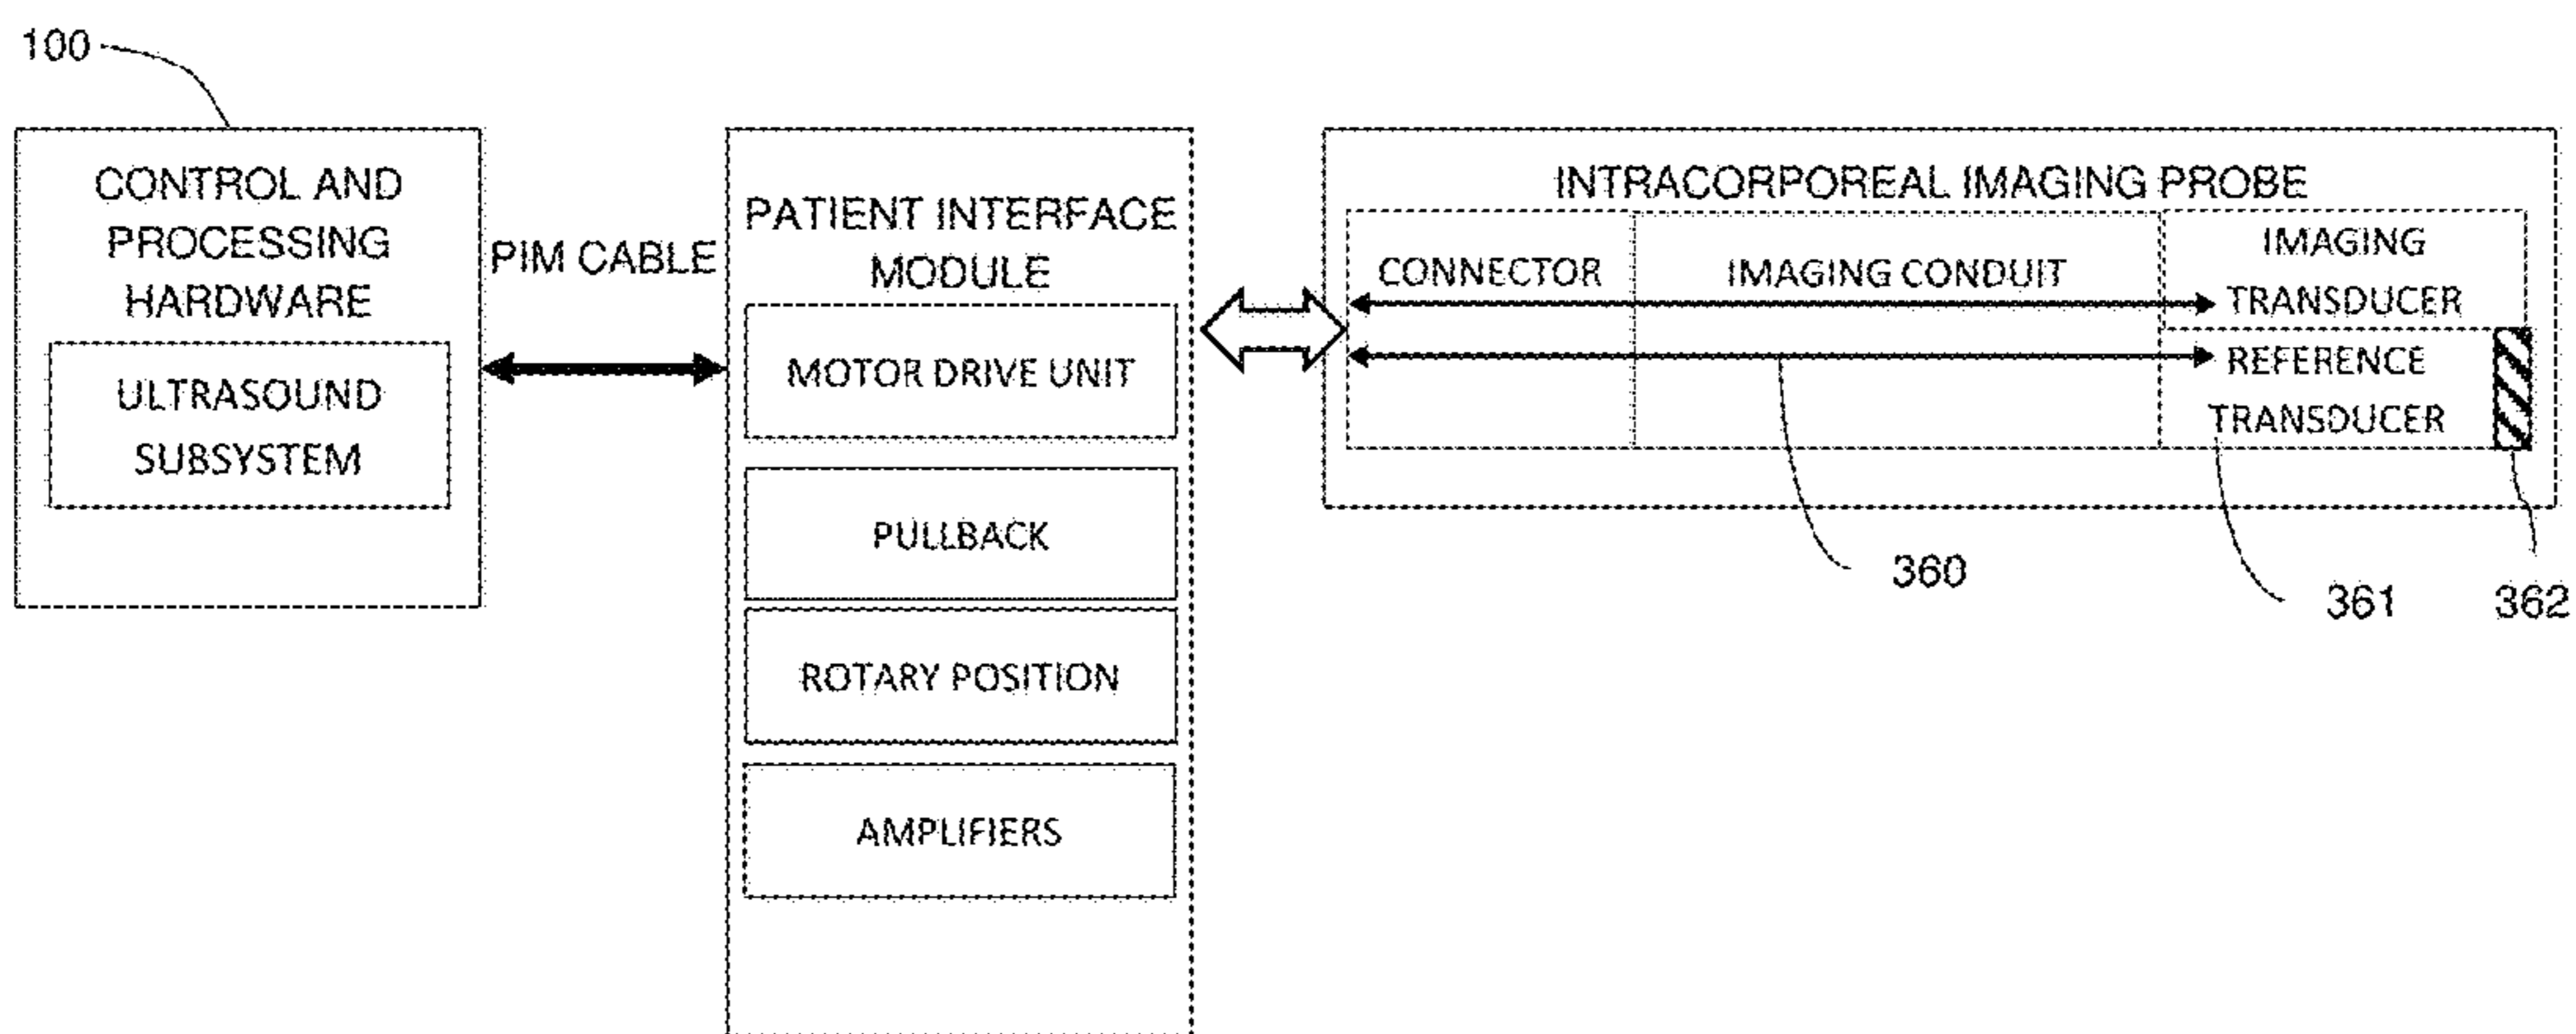 100
CONTROL AND
PROCESSING
HARDWARE
ULTRASOUND
SUBSYSTEM
PIM CABLE
PATIENT INTERFACE
MODULE
MOTOR DRIVE UNIT
PULLBACK
ROTARY POSITION
AMPLIFIERS
INTRACORPOREAL IMAGING PROBE
CONNECTOR
IMAGING CONDUIT
IMAGING
TRANSDUCER
REFERENCE
TRANSDUCER
360
361
362